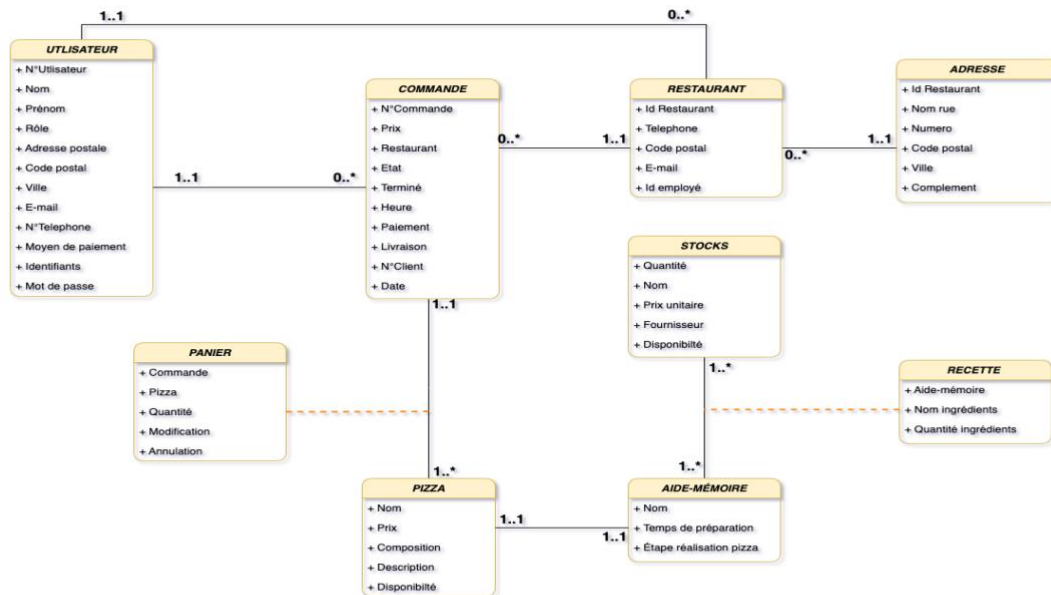 1..1
0..*
UTLISATEUR
+ N°Utlisateur
+ Nom
+ Prénom
+ Rôle
+ Adresse postale
+ Code postal
+ Ville
+ E-mail
+ N°Telephone
+ Moyen de paiement
+ Identifiants
+ Mot de passe
1..1
0..*
COMMANDE
+ N°Commande
+ Prix
+ Restaurant
+ Etat
+ Terminé
+ Heure
+ Paiement
+ Livraison
+ N°Client
+ Date
0..*
1..1
RESTAURANT
+ Id Restaurant
+ Telephone
+ Code postal
+ E-mail
+ Id employé
0..*
1..1
ADRESSE
+ Id Restaurant
+ Nom rue
+ Numero
+ Code postal
+ Ville
+ Complement
STOCKS
+ Quantité
+ Nom
+ Prix unitaire
+ Fournisseur
+ Disponibilté
1..1
1..*
PANIER
+ Commande
+ Pizza
+ Quantité
+ Modification
+ Annulation
RECETTE
+ Aide-mémoire
+ Nom ingrédients
+ Quantité ingrédients
1..*
1..*
PIZZA
+ Nom
+ Prix
+ Composition
+ Description
+ Disponibilté
1..1
1..1
AIDE-MÉMOIRE
+ Nom
+ Temps de préparation
+ Étape réalisation pizza